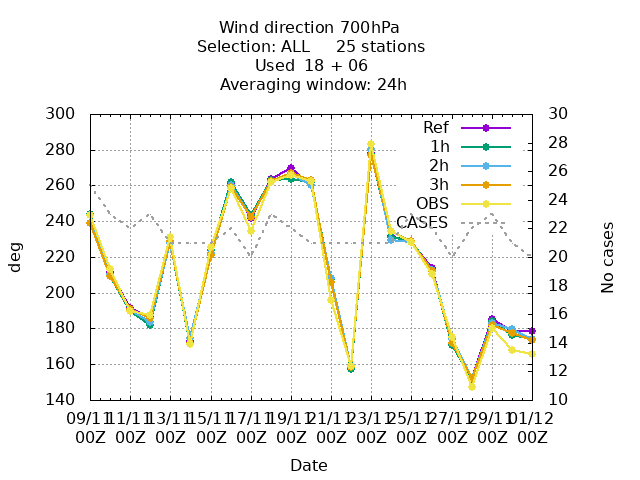 Wind direction 700hPa
Selection: ALL 25 stations
Used 18 + 06
Averaging window: 24h
300 30
280 28
260 26
240 24
220 22
200 20
180 18
160 16
140 14
12
10
Ref
1h
2h
3h
OBS
CASES
deg
No cases
09/11 11/11 13/11 15/11 17/11 19/11 21/11 23/11 25/11 27/11 29/11 01/12
00Z 00Z 00Z 00Z 00Z 00Z 00Z 00Z 00Z 00Z 00Z 00Z
Date